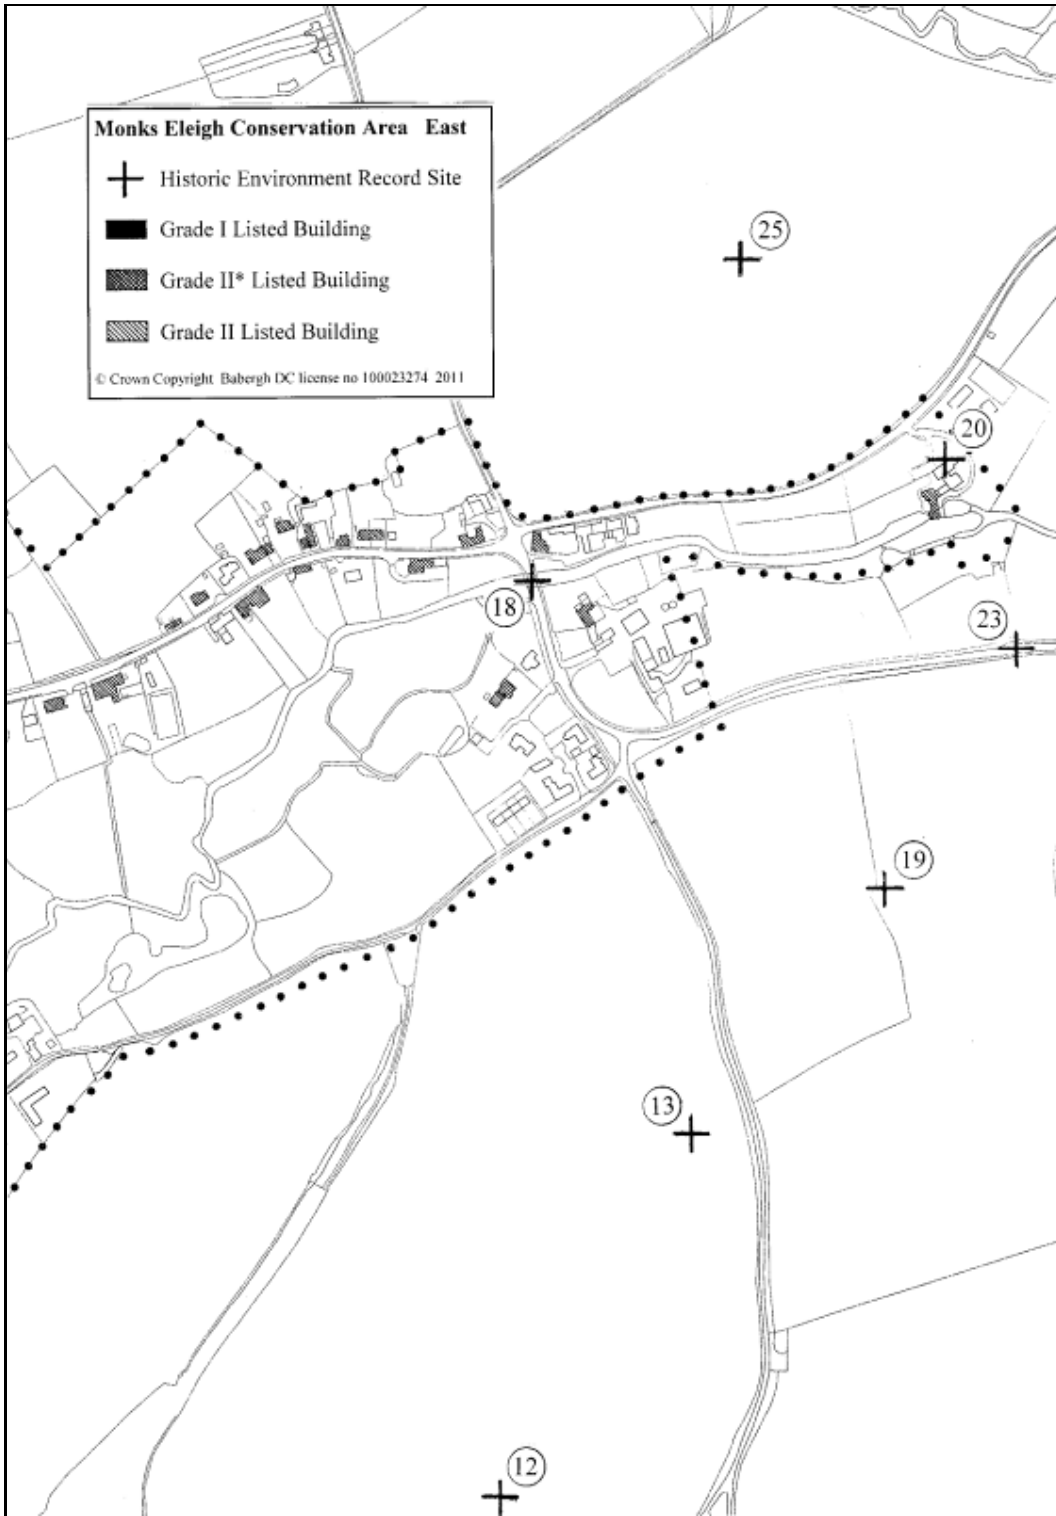 Monks Eleigh Conservation Area East
Historic Environment Record Site
Grade I Listed Building
Grade II* Listed Building
Grade II Listed Building
© Crown Copyright Babergh DC license no 100023274 2011
25
20
18
23
19
13
12